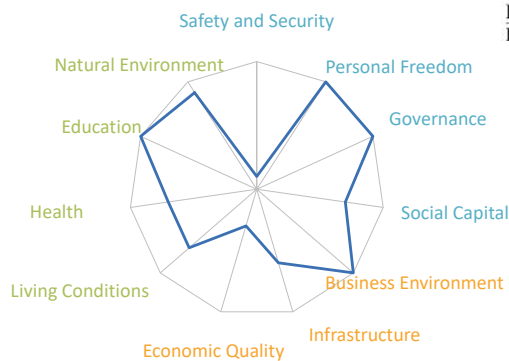 Safety and Security
Natural Environment
Personal Freedom
Education
Governance
Health
Social Capital
Living Conditions
Business Environment
Infrastructure
Economic Quality